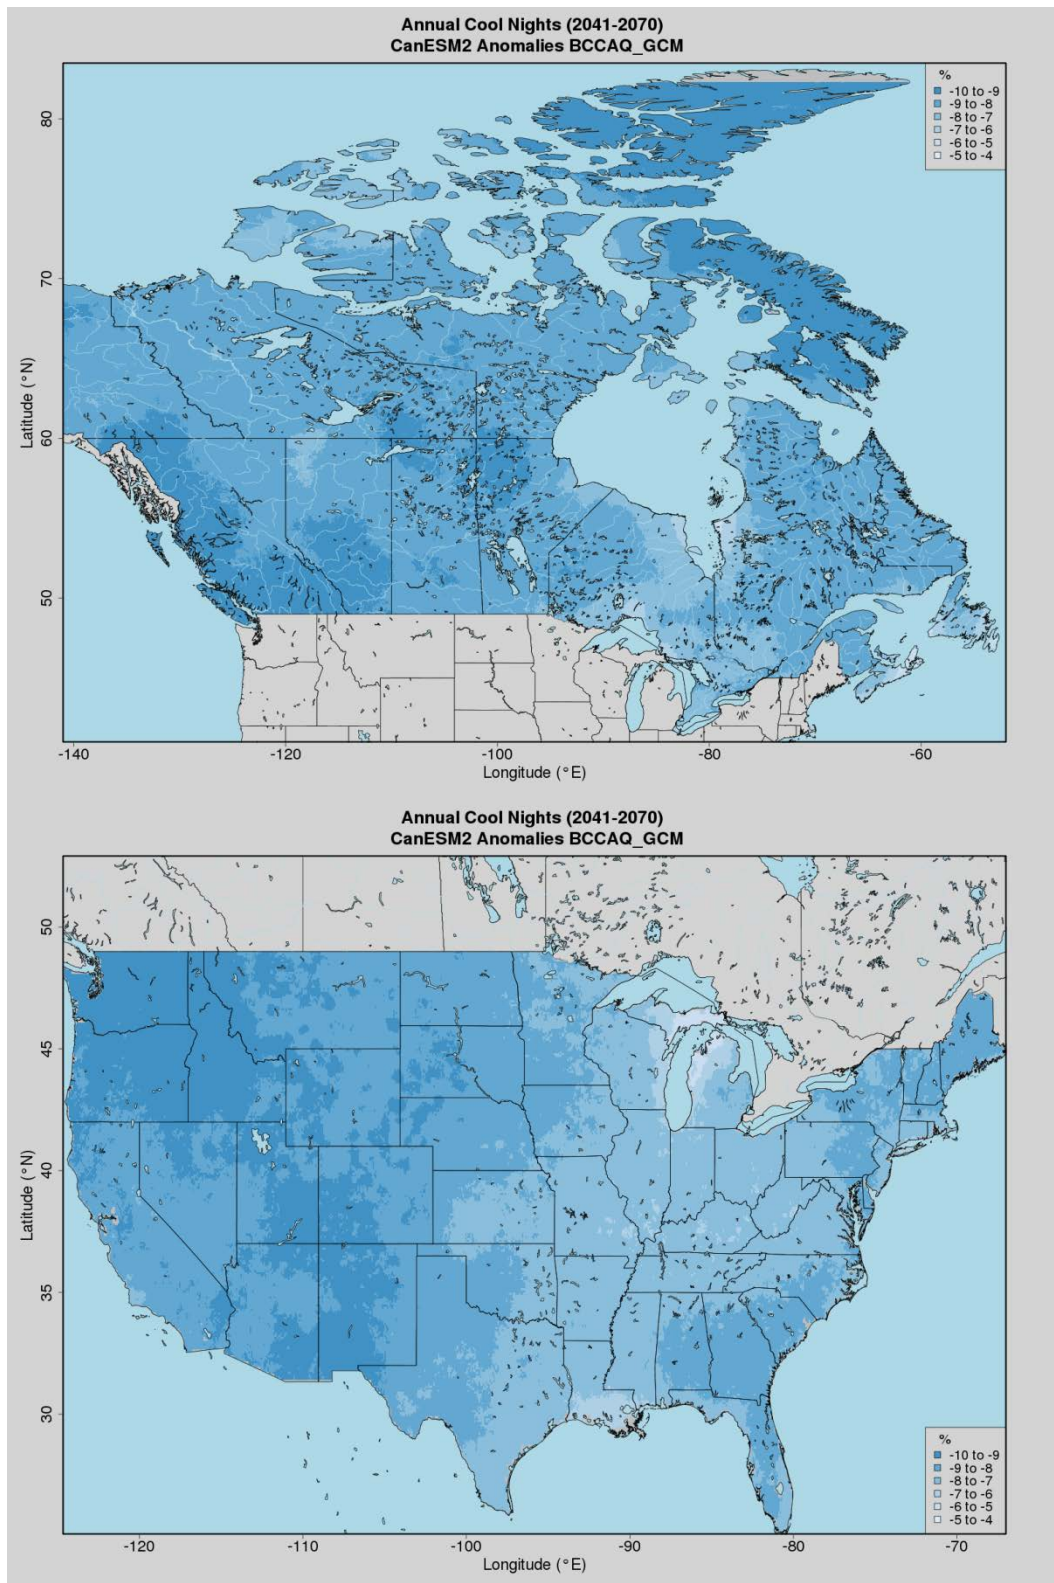 Annual Cool Nights (2041-2070)
CanESM2 Anomalies BCCAQ_GCM
%
-10 to -9
-9 to -8
-8 to -7
-7 to -6
-6 to -5
-5 to -4
80
70
60
50
Latitude (°N)
-140
-120
-100
-80
-60
Longitude (°E)
Annual Cool Nights (2041-2070)
CanESM2 Anomalies BCCAQ_GCM
50
45
40
35
30
Latitude (°N)
%
-10 to -9
-9 to -8
-8 to -7
-7 to -6
-6 to -5
-5 to -4
-120
-110
-100
-90
-80
-70
Longitude (°E)